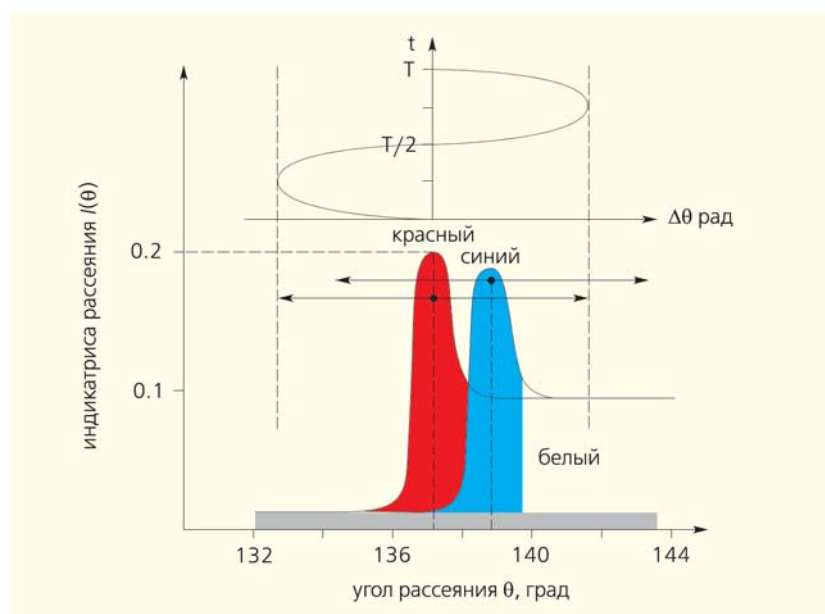 t
T
T/2
Δθ рад
красный
синий
0.2
0.1
индикатриса рассеяния I(θ)
белый
132
136
140
144
угол рассеяния θ, град